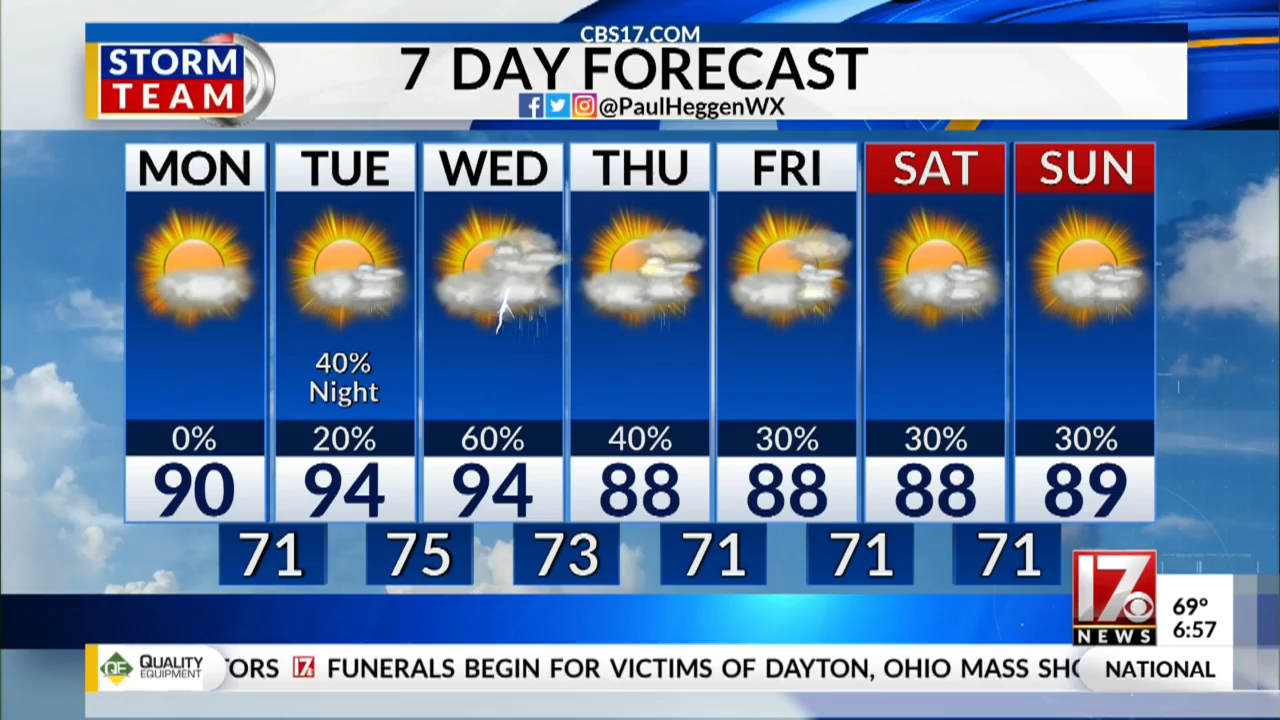 CBS17.COM
STORM
TEAM
7 DAY FORECAST
@PaulHeggenWX
MON TUE WED THU FRI SAT SUN
40%
Night
0% 20% 60% 40% 30% 30% 30%
90 94 94 88 88 88 89
71 75 73 71 71 71
17
NEWS
69°
6:57
QF QUALITY
EQUIPMENT
TORS 17 FUNERALS BEGIN FOR VICTIMS OF DAYTON, OHIO MASS SHO
NATIONAL